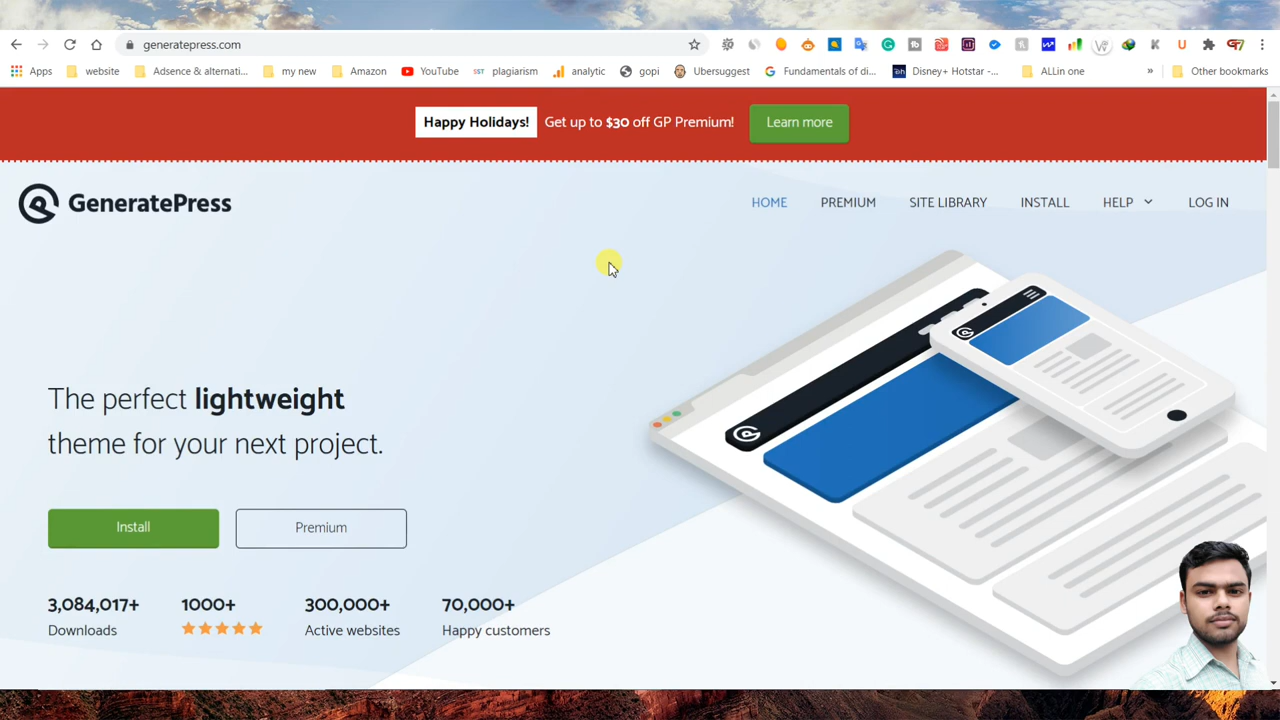 generatepress.com
Apps website Adsence & alternati... my new Amazon YouTube plagiarism analytic gopi Ubersuggest Fundamentals of di... Disney+ Hotstar -... ALLin one » Other bookmarks
Happy Holidays! Get up to $30 off GP Premium! Learn more
GeneratePress HOME PREMIUM SITE LIBRARY INSTALL HELP LOG IN
The perfect lightweight
theme for your next project.
Install Premium
3,084,017+ 1000+ 300,000+ 70,000+
Downloads Active websites Happy customers